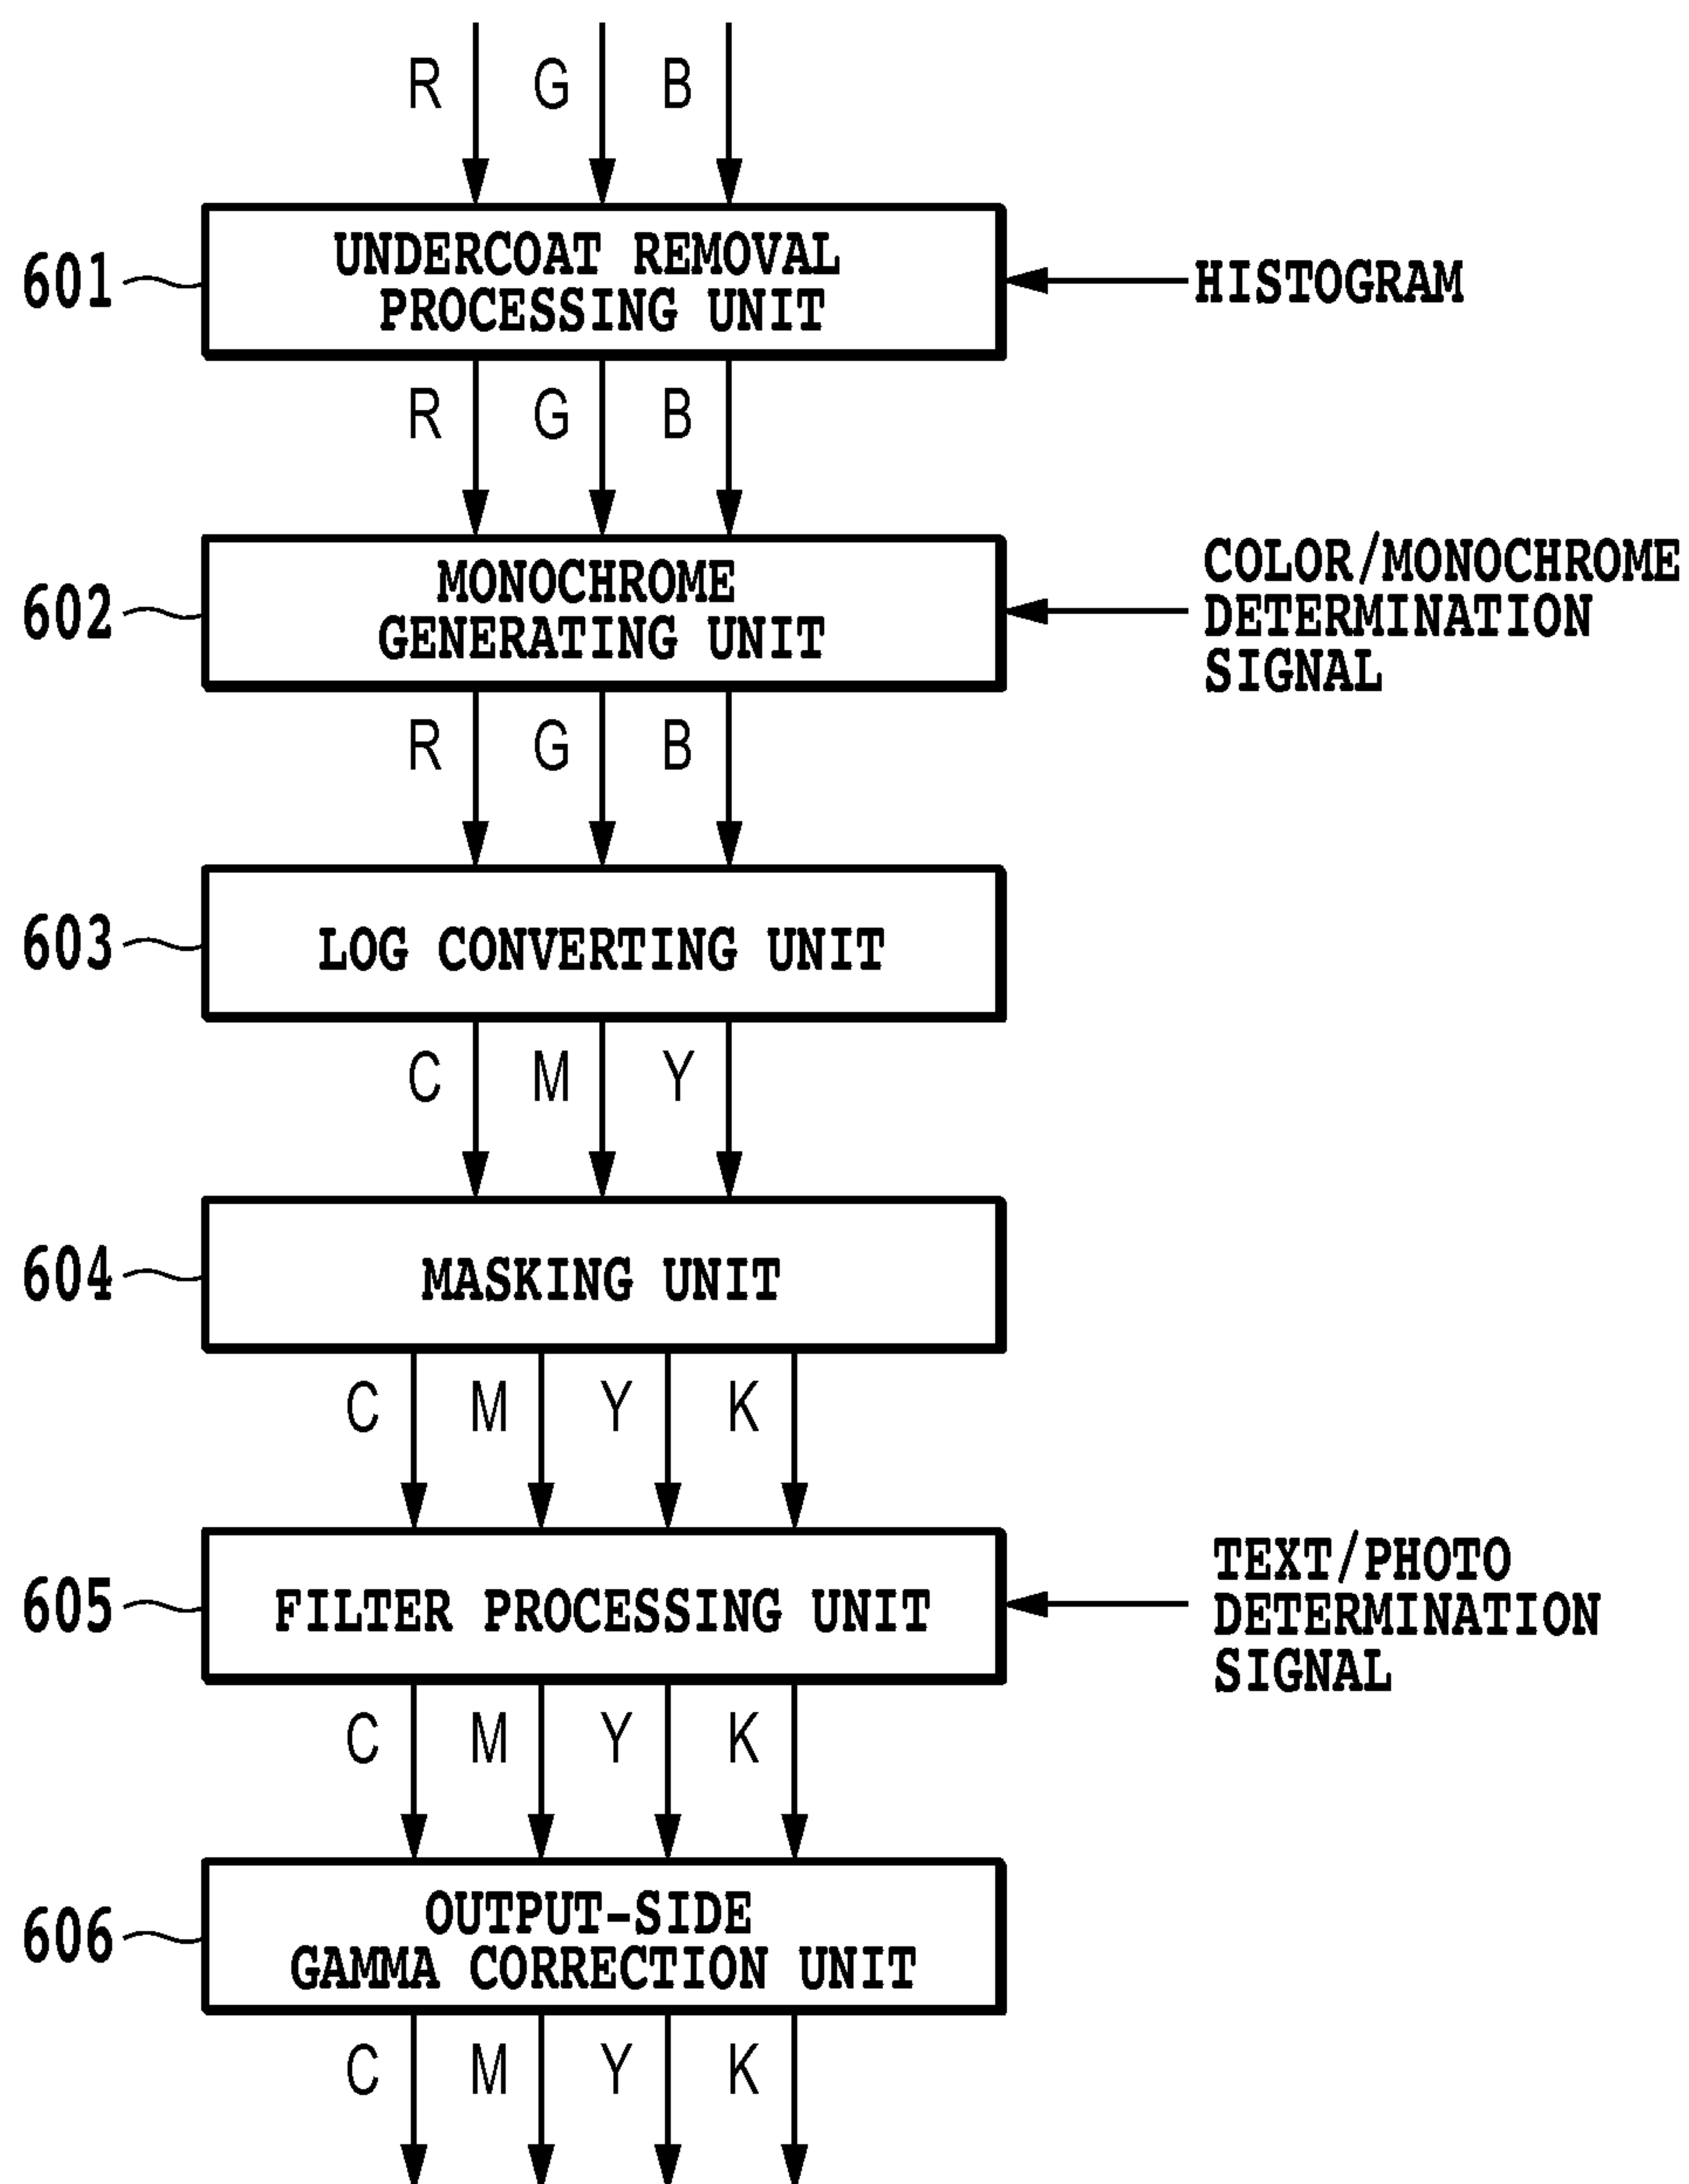 R G B
601
UNDERCOAT REMOVAL
PROCESSING UNIT
HISTOGRAM
R G B
602
MONOCHROME
GENERATING UNIT
COLOR/MONOCHROME
DETERMINATION
SIGNAL
R G B
603
LOG CONVERTING UNIT
C M Y
604
MASKING UNIT
C M Y K
605
FILTER PROCESSING UNIT
TEXT/PHOTO
DETERMINATION
SIGNAL
C M Y K
606
OUTPUT-SIDE
GAMMA CORRECTION UNIT
C M Y K